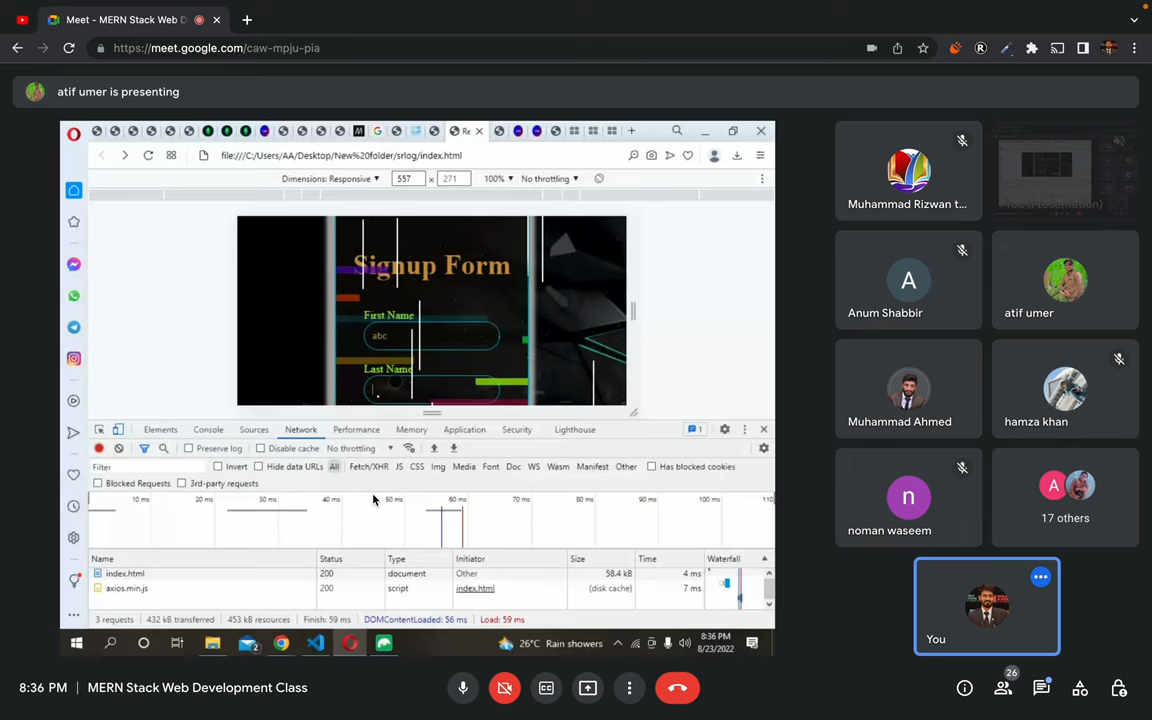 Meet - MERN Stack Web D
https://meet.google.com/caw-mpju-pia
atif umer is presenting
Re
file:///C:/Users/AA/Desktop/New%20folder/srlog/index.html
Dimensions: Responsive 557 × 271 100% No throttling
Signup Form
First Name
abc
Last Name
Elements Console Sources Network Performance Memory Application Security Lighthouse 1
Preserve log Disable cache No throttling
Filter Invert Hide data URLs All Fetch/XHR JS CSS Img Media Font Doc WS Wasm Manifest Other Has blocked cookies
Blocked Requests 3rd-party requests
10 ms 20 ms 30 ms 40 ms 50 ms 60 ms 70 ms 80 ms 90 ms 100 ms 110
Name Status Type Initiator Size Time Waterfall
index.html 200 document Other 58.4 kB 4 ms
axios.min.js 200 script index.html (disk cache) 7 ms
3 requests 432 kB transferred 453 kB resources Finish: 59 ms DOMContentLoaded: 56 ms Load: 59 ms
2 26°C Rain showers 8:36 PM
8/23/2022
Muhammad Rizwan t...
(Presentation)
A
Anum Shabbir
atif umer
Muhammad Ahmed
hamza khan
n
noman waseem
A
17 others
You
8:36 PM MERN Stack Web Development Class
26